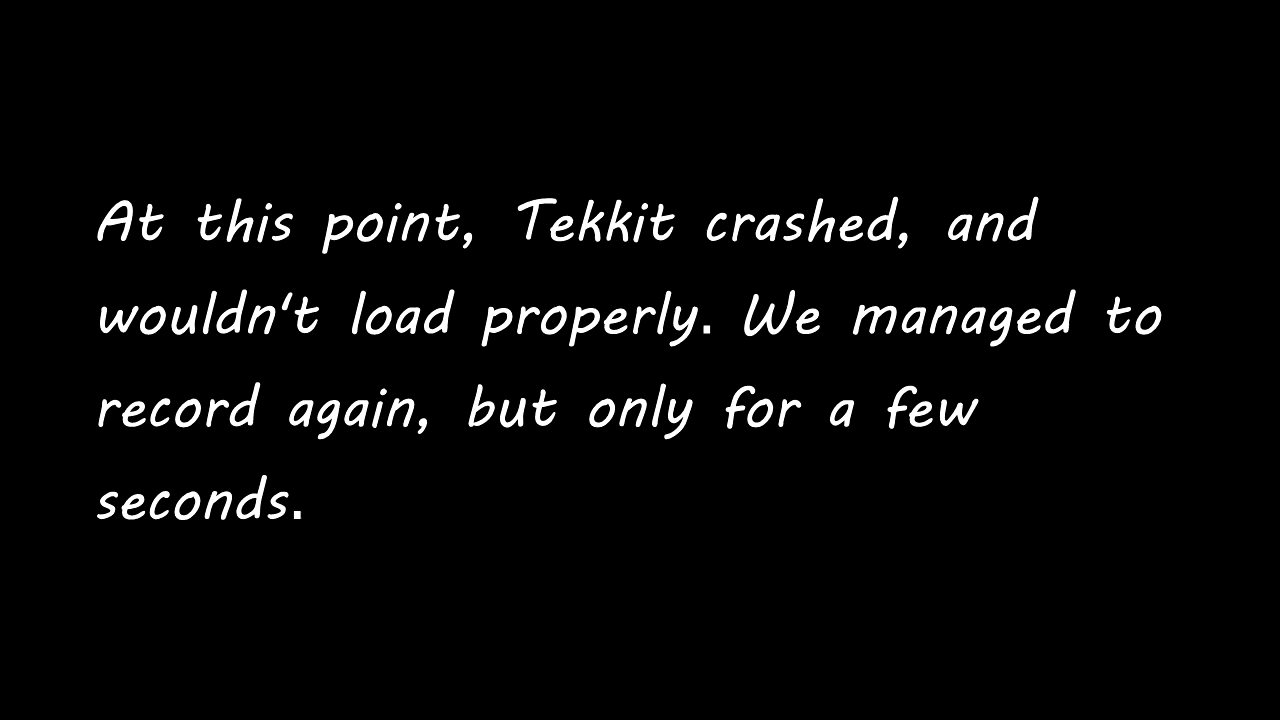 At this point, Tekkit crashed, and
wouldn't load properly. We managed to
record again, but only for a few
seconds.